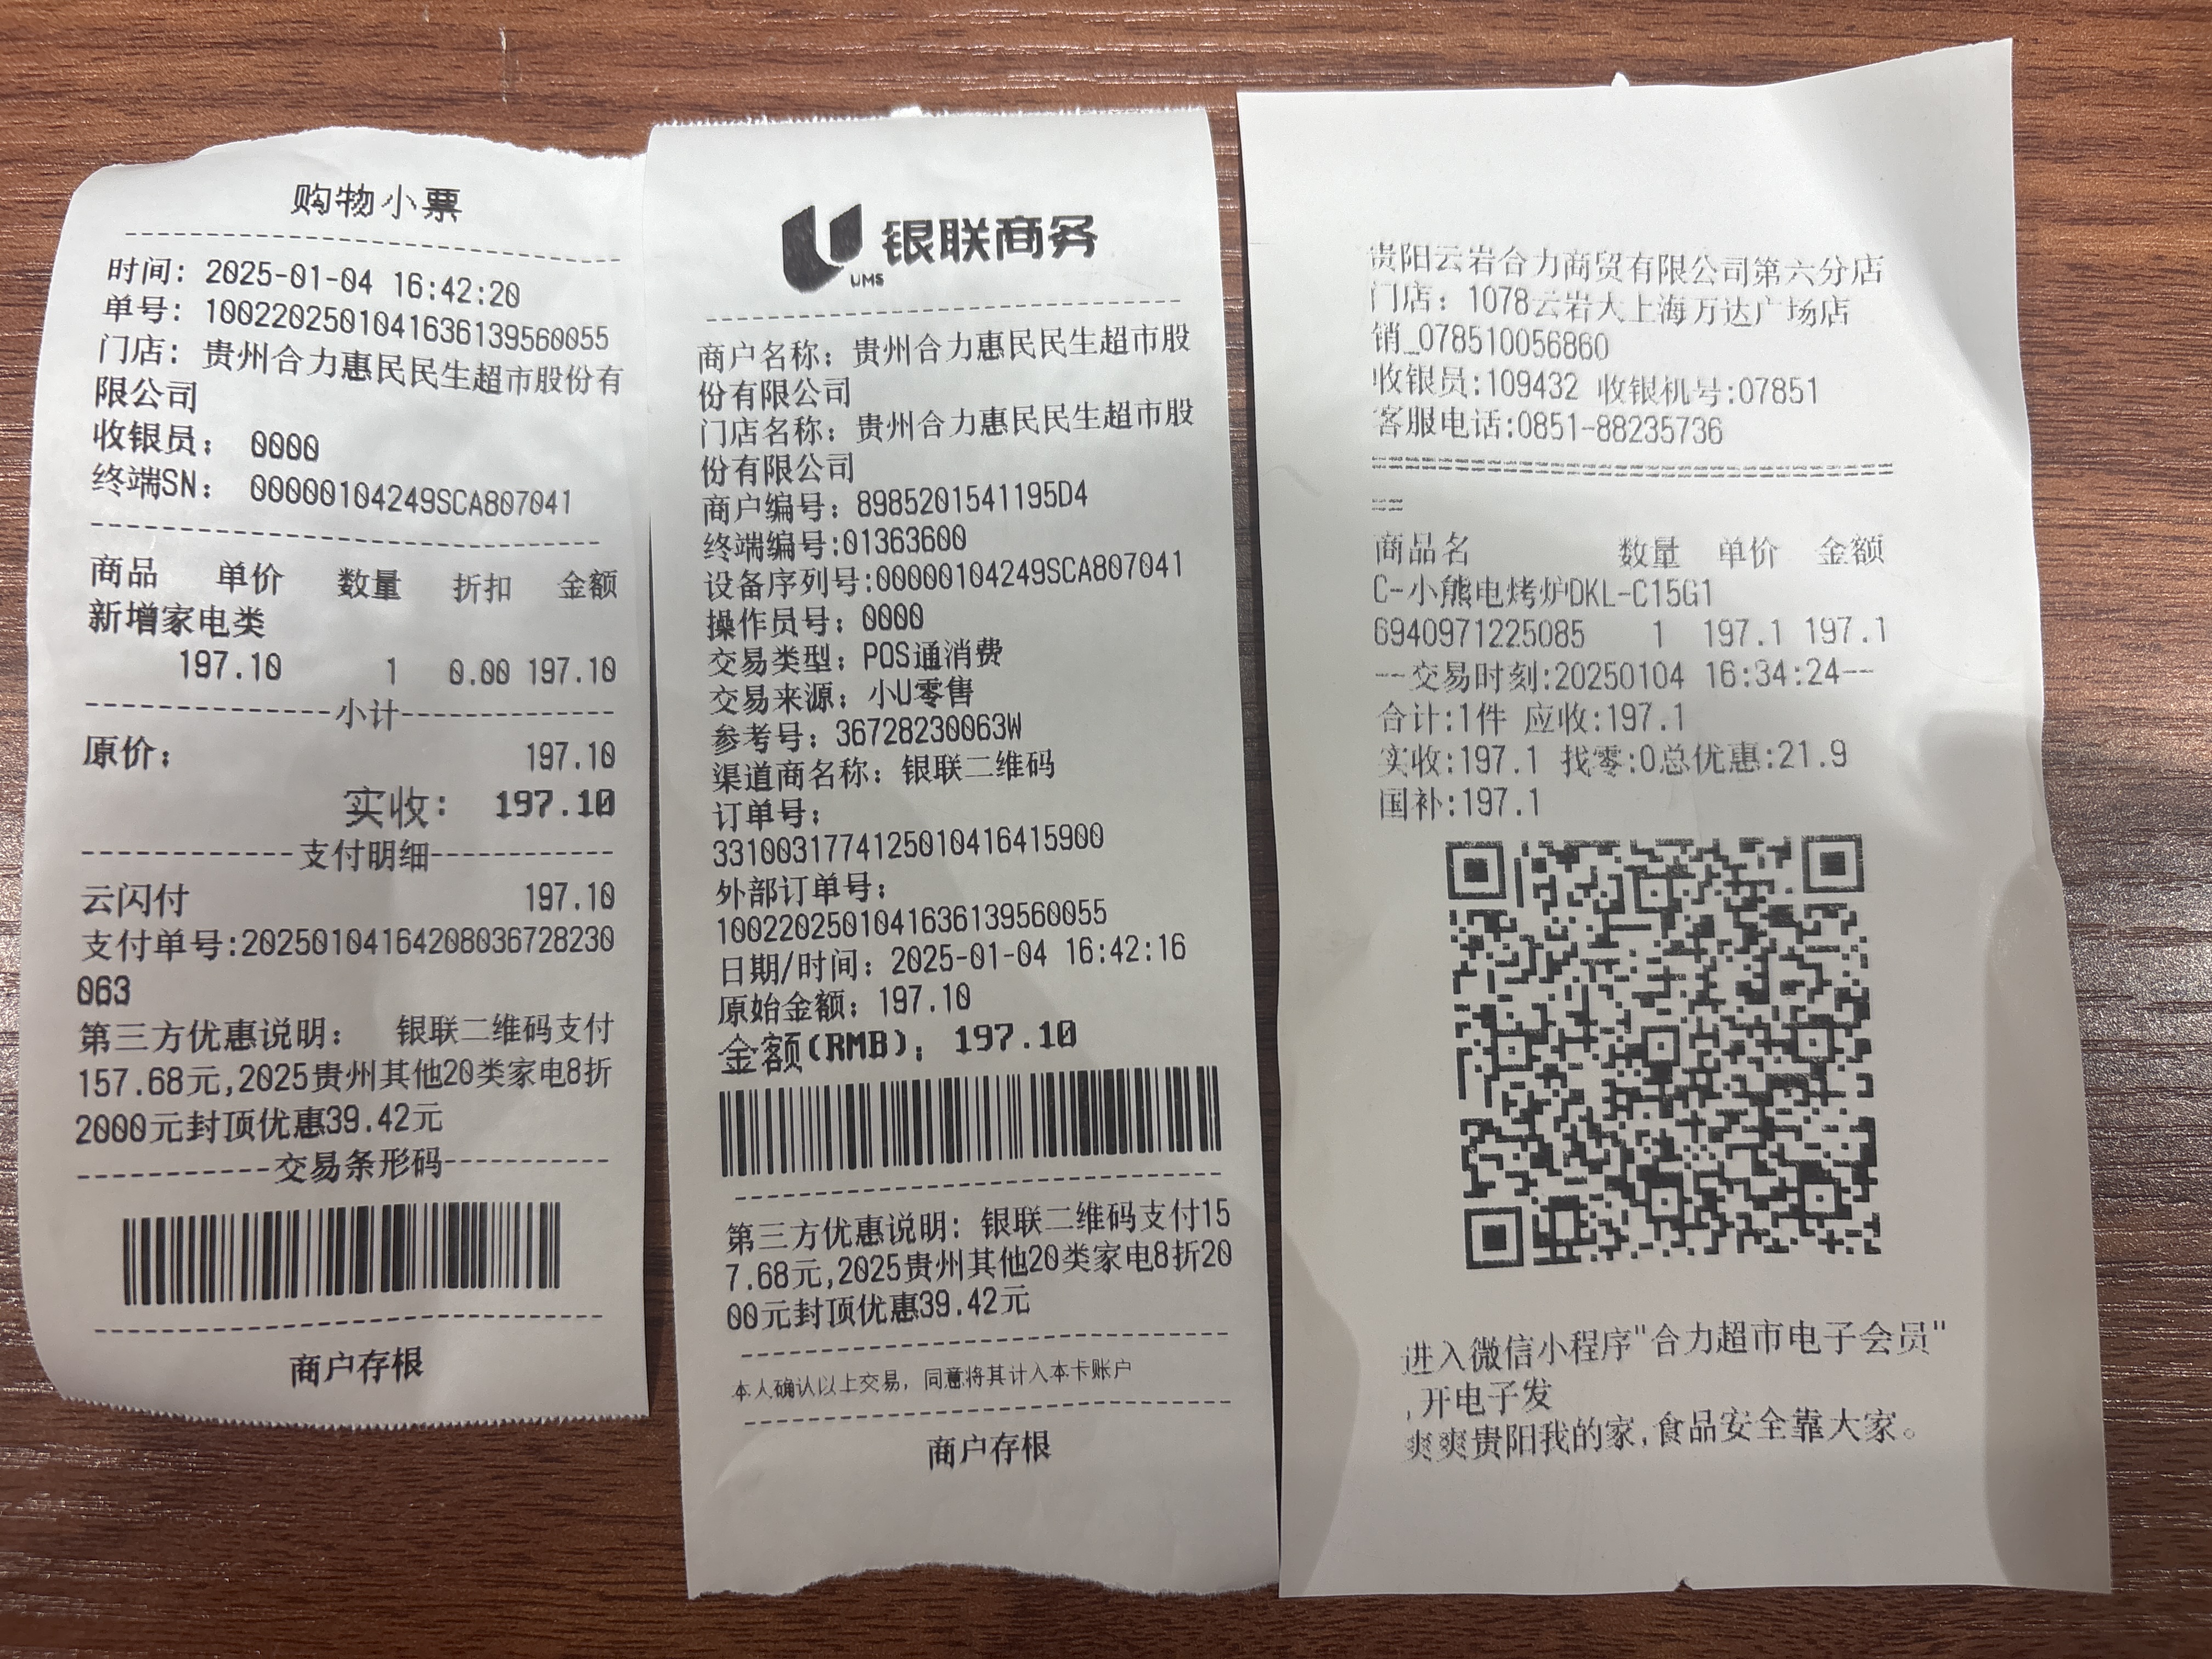 购物小票
时间: 2025-01-04 16:42:20
单号: 10022025010416361395600​55
门店: 贵州合力惠民民生超市股份有
限公司
收银员: 0000
终端SN: 00000104249SCA807041
商品 单价 数量 折扣 金额
新增家电类
197.10 1 0.00 197.10
小计
原价: 197.10
实收: 197.10
支付明细
云闪付 197.10
支付单号:20250104164208036728230
063
第三方优惠说明: 银联二维码支付
157.68元,2025贵州其他20类家电8折
2000元封顶优惠39.42元
交易条形码
商户存根
银联商务
UMS
商户名称: 贵州合力惠民民生超市股
份有限公司
门店名称: 贵州合力惠民民生超市股
份有限公司
商户编号: 8985201541195D4
终端编号:01363600
设备序列号:00000104249SCA807041
操作员号: 0000
交易类型: POS通消费
交易来源: 小U零售
参考号: 36728230063W
渠道商名称: 银联二维码
订单号:
3310031774125010416415900
外部订单号:
1002202501041636139560055
日期/时间: 2025-01-04 16:42:16
原始金额: 197.10
金额(RMB): 197.10
第三方优惠说明: 银联二维码支付15
7.68元,2025贵州其他20类家电8折20
00元封顶优惠39.42元
本人确认以上交易, 同意将其计入本卡账户
商户存根
贵阳云岩合力商贸有限公司第六分店
门店: 1078云岩大上海万达广场店
销_078510056860
收银员:109432 收银机号:07851
客服电话:0851-88235736
商品名 数量 单价 金额
C-小熊电烤炉DKL-C15G1
6940971225085 1 197.1 197.1
--交易时刻:20250104 16:34:24--
合计:1件 应收:197.1
实收:197.1 找零:0总优惠:21.9
国补:197.1
进入微信小程序"合力超市电子会员"
,开电子发
爽爽贵阳我的家,食品安全靠大家。